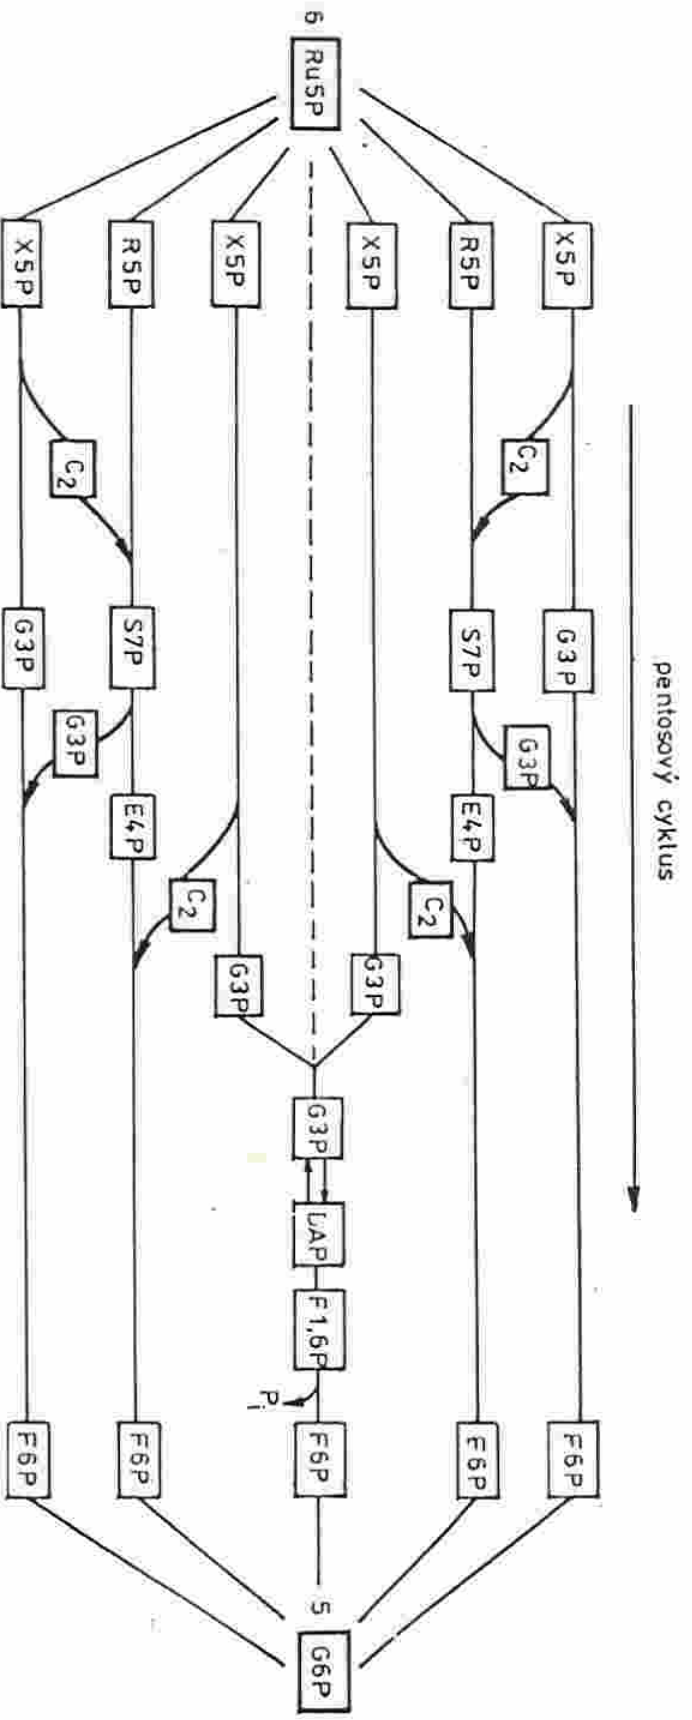 pentosový cyklus
X5P G3P F6P
C2 G3P
R5P S7P E4P F6P
C2
X5P G3P
6 Ru5P G3P DAP F1,6P F6P 5 G6P
Pi
X5P G3P
C2
R5P S7P E4P F6P
C2 G3P
X5P G3P F6P